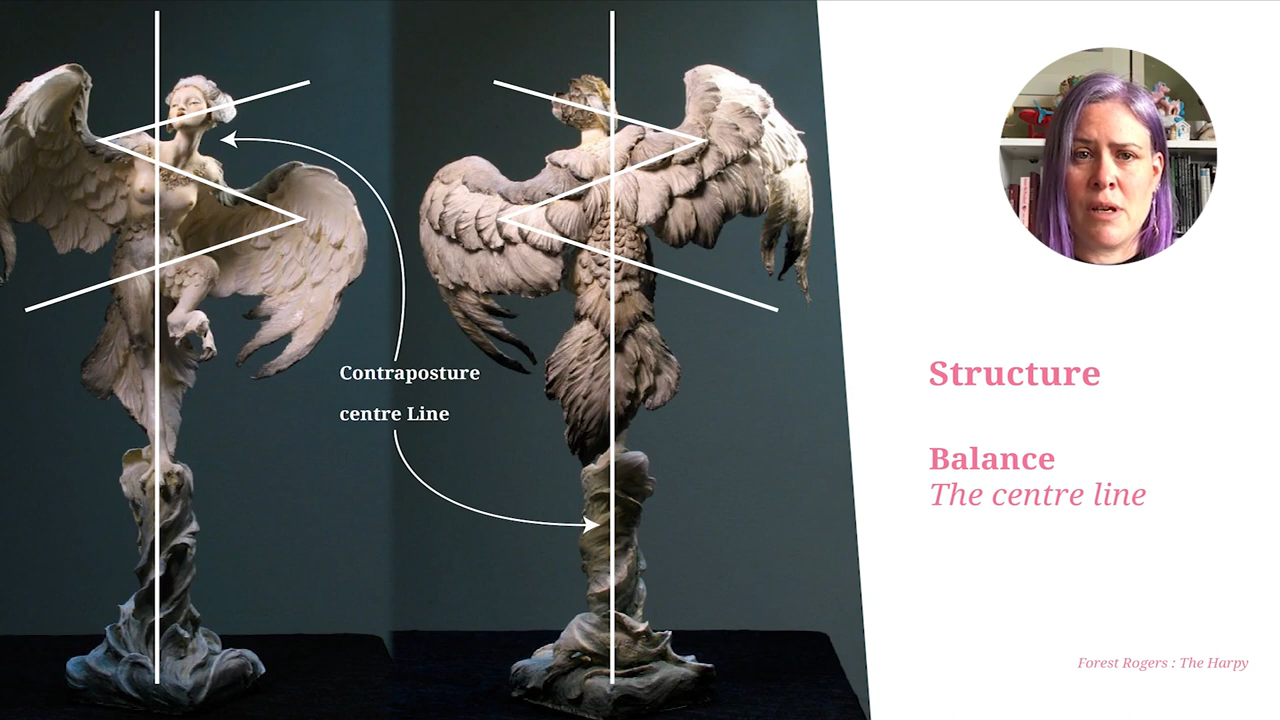 Contraposture
centre Line
Structure
Balance
The centre line
Forest Rogers : The Harpy